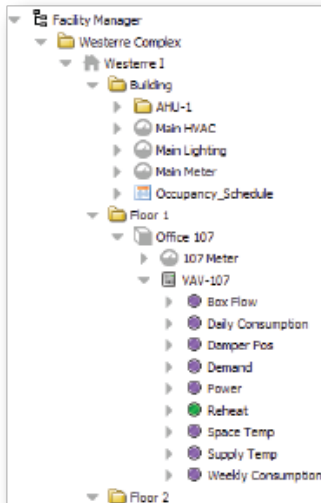 Facility Manager
Westerre Complex
Westerre I
Building
AHU-1
Main HVAC
Main Lighting
Main Meter
Occupancy_Schedule
Floor 1
Office 107
107 Meter
VAV-107
Box Flow
Daily Consumption
Damper Pos
Demand
Power
Reheat
Space Temp
Supply Temp
Weekly Consumption
Floor 2